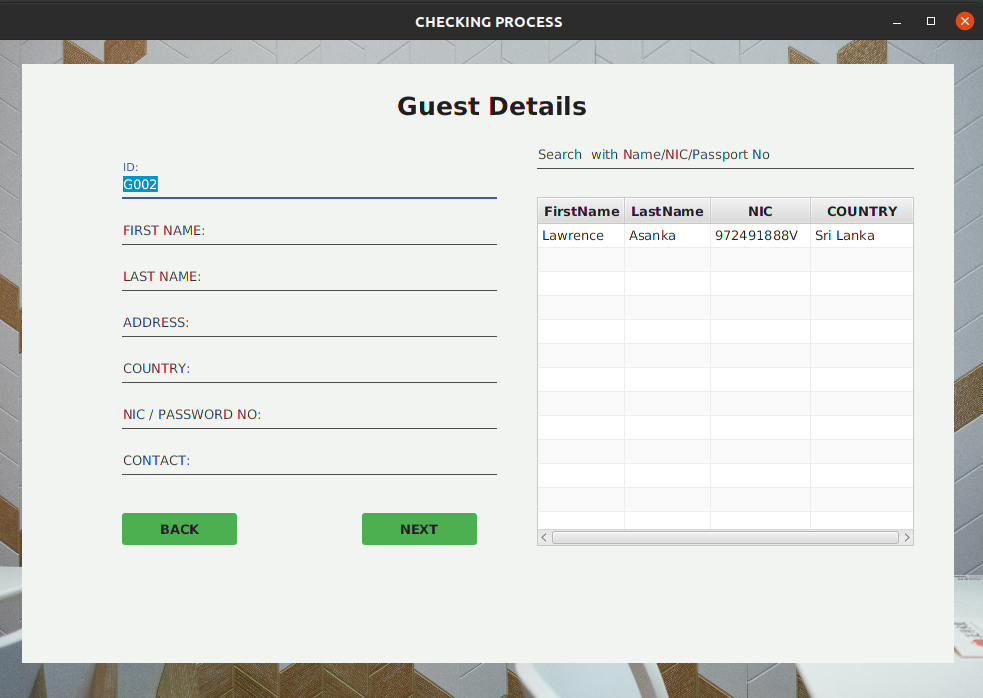 CHECKING PROCESS
Guest Details
ID:
G002
FIRST NAME:
LAST NAME:
ADDRESS:
COUNTRY:
NIC / PASSWORD NO:
CONTACT:
BACK
NEXT
Search  with Name/NIC/Passport No
FirstName LastName NIC COUNTRY
Lawrence Asanka 972491888V Sri Lanka